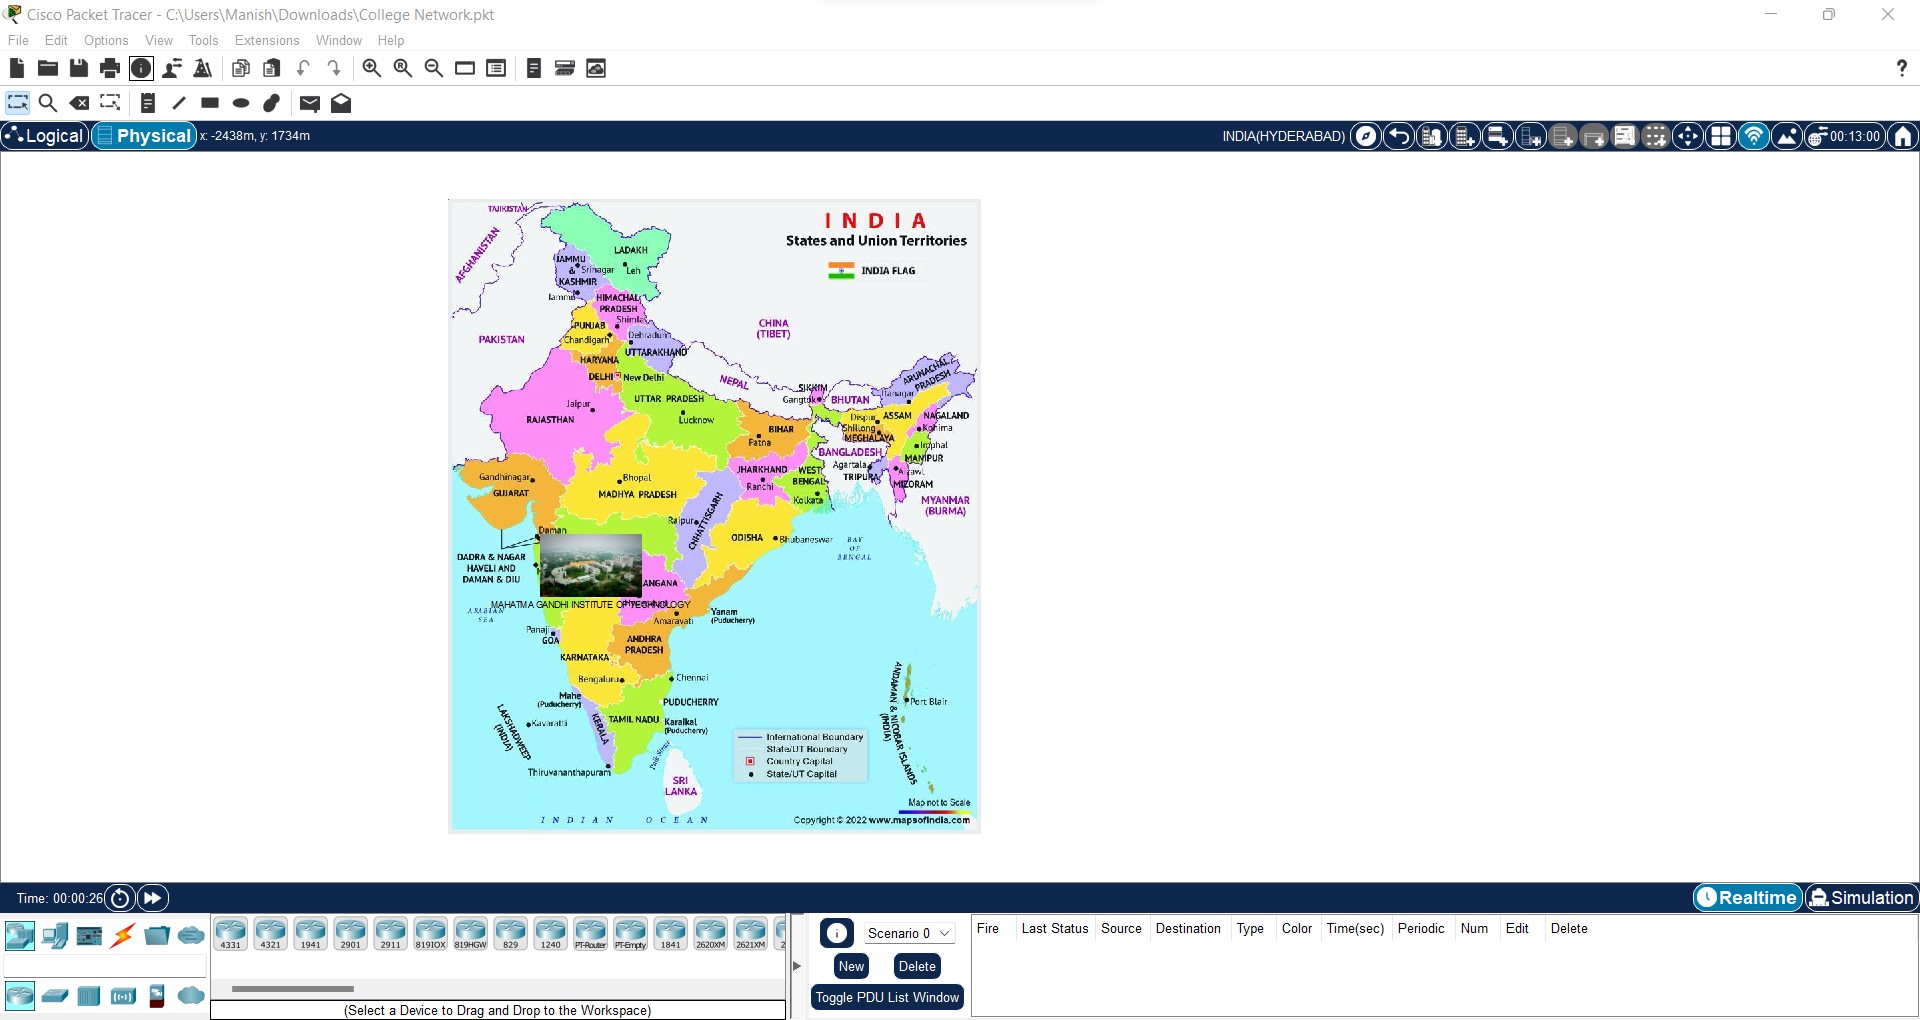 Cisco Packet Tracer - C:\Users\Manish\Downloads\College Network.pkt
File Edit Options View Tools Extensions Window Help
Logical Physical x: -2438m, y: 1734m INDIA(HYDERABAD) 00:13:00
INDIA
States and Union Territories
INDIA FLAG
TAJIKISTAN
AFGHANISTAN
LADAKH
Leh
JAMMU
&
KASHMIR
Srinagar
Jammu
HIMACHAL
PRADESH
Shimla
PUNJAB
Chandigarh
Dehradun
UTTARAKHAND
PAKISTAN
CHINA
(TIBET)
HARYANA
DELHI New Delhi
NEPAL
SIKKIM
Gangtok
BHUTAN
ARUNACHAL
PRADESH
Itanagar
UTTAR PRADESH
Lucknow
Jaipur
RAJASTHAN
BIHAR
Patna
Dispur
ASSAM
NAGALAND
Shillong
Kohima
MEGHALAYA
Imphal
MANIPUR
BANGLADESH
Agartala
TRIPURA
Aizawl
MIZORAM
MYANMAR
(BURMA)
Gandhinagar
GUJARAT
Bhopal
MADHYA PRADESH
JHARKHAND
Ranchi
WEST
BENGAL
Kolkata
Raipur
CHHATTISGARH
ODISHA
Bhubaneswar
BAY
OF
BENGAL
Daman
DADRA & NAGAR
HAVELI AND
DAMAN & DIU
ANGANA
MAHATMA GANDHI INSTITUTE OF TECHNOLOGY
ARABIAN
SEA
Yanam
(Puducherry)
Amaravati
Panaji
GOA
ANDHRA
PRADESH
KARNATAKA
Bengaluru
Chennai
Mahe
(Puducherry)
PUDUCHERRY
LAKSHADWEEP
(INDIA)
Kavaratti
KERALA
TAMIL NADU
Karaikal
(Puducherry)
Palk Strait
Thiruvananthapuram
SRI
LANKA
ANDAMAN & NICOBAR ISLANDS
(INDIA)
Port Blair
International Boundary
State/UT Boundary
Country Capital
State/UT Capital
Map not to Scale
INDIAN OCEAN
Copyright © 2022 www.mapsofindia.com
Time: 00:00:26 Realtime Simulation
4331 4321 1941 2901 2911 819IOX 819HGW 829 1240 PT-Router PT-Empty 1841 2620XM 2621XM
(Select a Device to Drag and Drop to the Workspace)
Scenario 0
New Delete
Toggle PDU List Window
Fire Last Status Source Destination Type Color Time(sec) Periodic Num Edit Delete